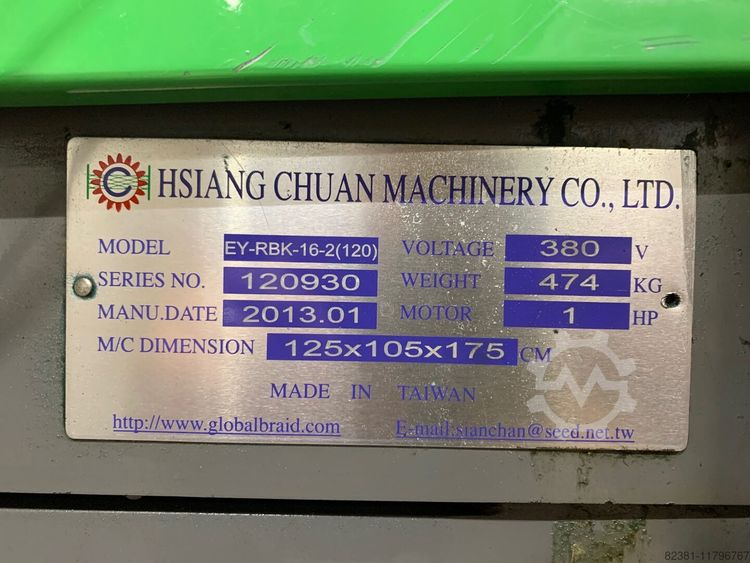 C HSIANG CHUAN MACHINERY CO., LTD.
MODEL EY-RBK-16-2(120) VOLTAGE 380 V
SERIES NO. 120930 WEIGHT 474 KG
MANU.DATE 2013.01 MOTOR 1 HP
M/C DIMENSION 125x105x175 CM
MADE IN TAIWAN
http://www.globalbraid.com E-mail.sianchan@seed.net.tw
82381-11796767